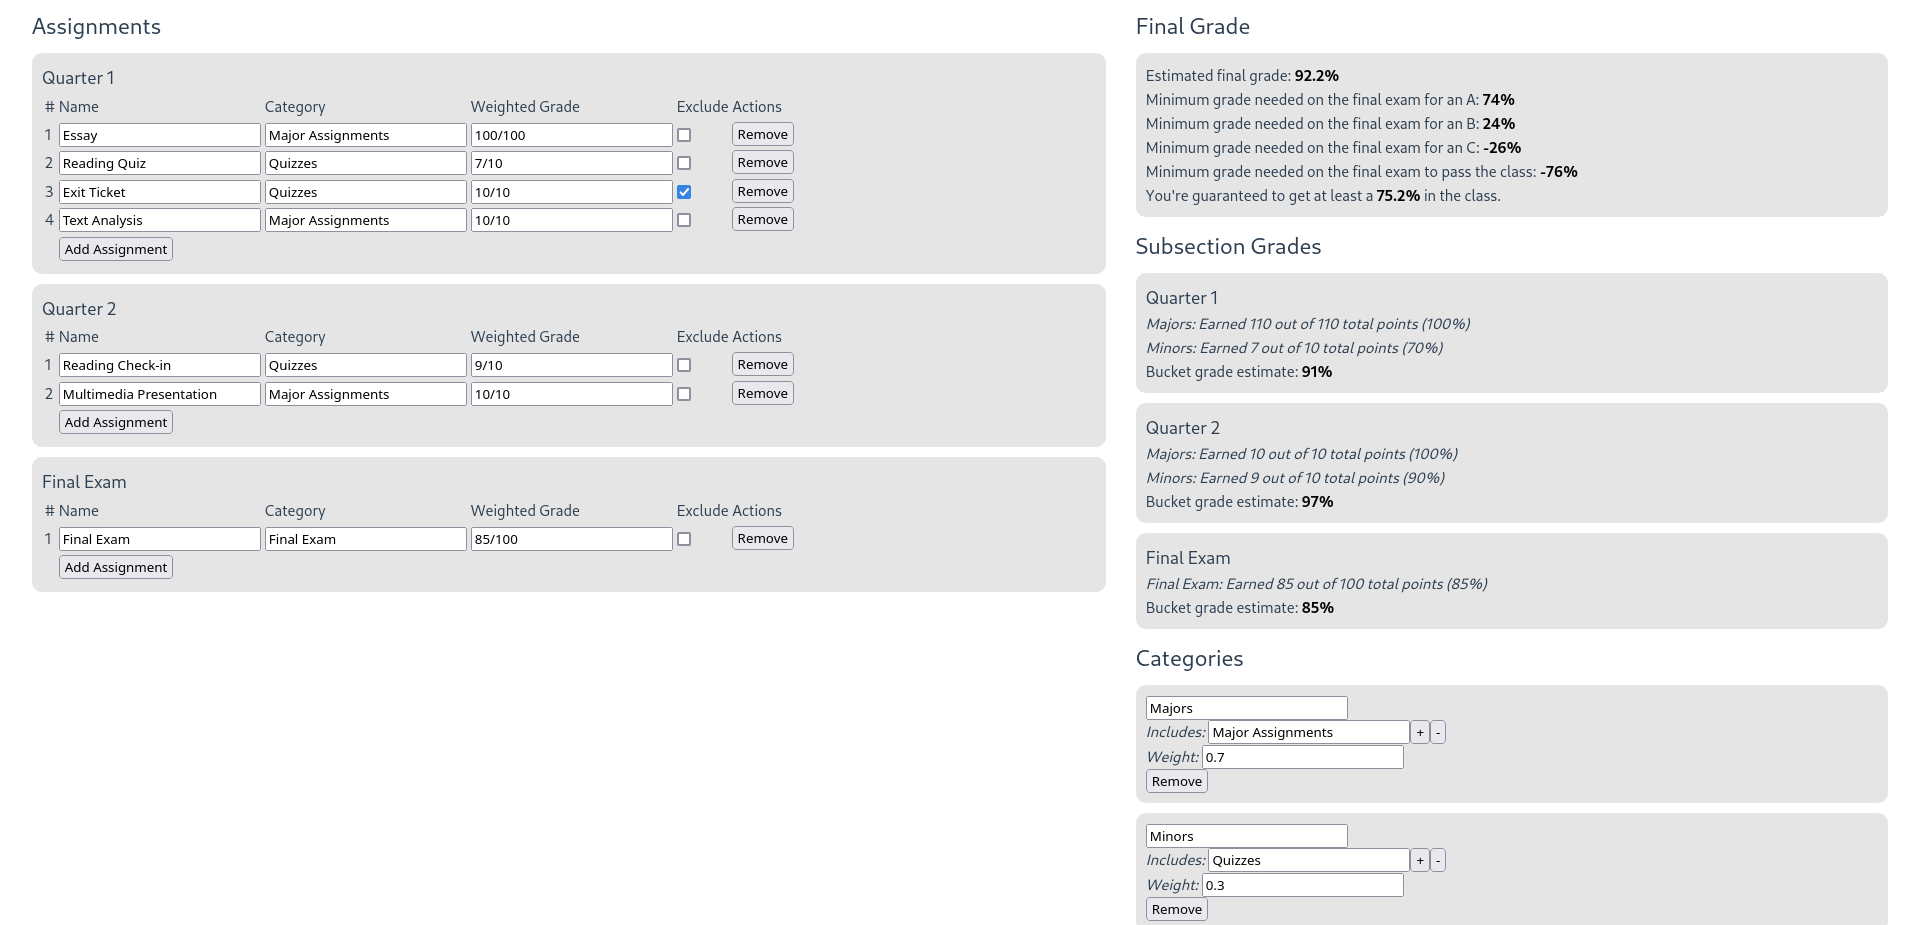 Assignments
Quarter 1
# Name Category Weighted Grade Exclude Actions
1 Essay Major Assignments 100/100 Remove
2 Reading Quiz Quizzes 7/10 Remove
3 Exit Ticket Quizzes 10/10 Remove
4 Text Analysis Major Assignments 10/10 Remove
Add Assignment
Quarter 2
# Name Category Weighted Grade Exclude Actions
1 Reading Check-in Quizzes 9/10 Remove
2 Multimedia Presentation Major Assignments 10/10 Remove
Add Assignment
Final Exam
# Name Category Weighted Grade Exclude Actions
1 Final Exam Final Exam 85/100 Remove
Add Assignment
Final Grade
Estimated final grade: 92.2%
Minimum grade needed on the final exam for an A: 74%
Minimum grade needed on the final exam for an B: 24%
Minimum grade needed on the final exam for an C: -26%
Minimum grade needed on the final exam to pass the class: -76%
You're guaranteed to get at least a 75.2% in the class.
Subsection Grades
Quarter 1
Majors: Earned 110 out of 110 total points (100%)
Minors: Earned 7 out of 10 total points (70%)
Bucket grade estimate: 91%
Quarter 2
Majors: Earned 10 out of 10 total points (100%)
Minors: Earned 9 out of 10 total points (90%)
Bucket grade estimate: 97%
Final Exam
Final Exam: Earned 85 out of 100 total points (85%)
Bucket grade estimate: 85%
Categories
Majors
Includes: Major Assignments + -
Weight: 0.7
Remove
Minors
Includes: Quizzes + -
Weight: 0.3
Remove